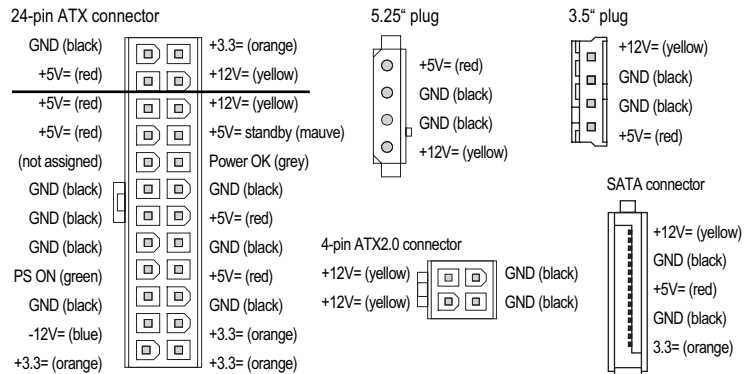 24-pin ATX connector
GND (black)
+5V= (red)
+5V= (red)
+5V= (red)
(not assigned)
GND (black)
GND (black)
GND (black)
PS ON (green)
GND (black)
-12V= (blue)
+3.3= (orange)
+3.3= (orange)
+12V= (yellow)
+12V= (yellow)
+5V= standby (mauve)
Power OK (grey)
GND (black)
+5V= (red)
GND (black)
+5V= (red)
GND (black)
+3.3= (orange)
+3.3= (orange)
5.25“ plug
+5V= (red)
GND (black)
GND (black)
+12V= (yellow)
3.5“ plug
+12V= (yellow)
GND (black)
GND (black)
+5V= (red)
4-pin ATX2.0 connector
+12V= (yellow)
+12V= (yellow)
GND (black)
GND (black)
SATA connector
+12V= (yellow)
GND (black)
+5V= (red)
GND (black)
3.3= (orange)